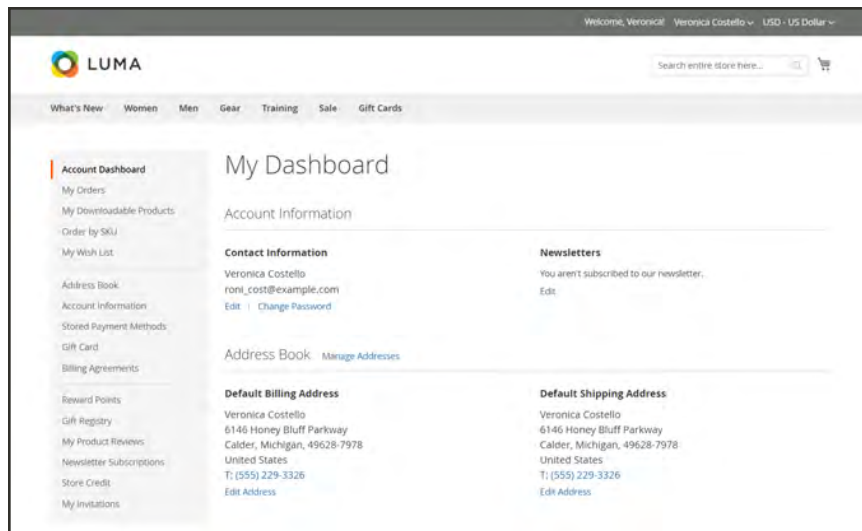 Welcome, Veronica! Veronica Costello USD - US Dollar
LUMA
Search entire store here...
What's New Women Men Gear Training Sale Gift Cards
Account Dashboard
My Orders
My Downloadable Products
Order by SKU
My Wish List
Address Book
Account Information
Stored Payment Methods
Gift Card
Billing Agreements
Reward Points
Gift Registry
My Product Reviews
Newsletter Subscriptions
Store Credit
My Invitations
My Dashboard
Account Information
Contact Information
Veronica Costello
roni_cost@example.com
Edit | Change Password
Newsletters
You aren't subscribed to our newsletter.
Edit
Address Book Manage Addresses
Default Billing Address
Veronica Costello
6146 Honey Bluff Parkway
Calder, Michigan, 49628-7978
United States
T: (555) 229-3326
Edit Address
Default Shipping Address
Veronica Costello
6146 Honey Bluff Parkway
Calder, Michigan, 49628-7978
United States
T: (555) 229-3326
Edit Address